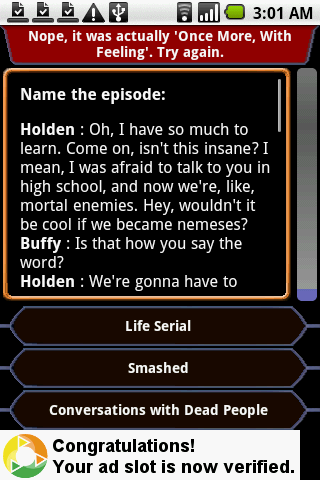 3:01 AM
Nope, it was actually 'Once More, With
Feeling'. Try again.
Name the episode:
Holden : Oh, I have so much to
learn. Come on, isn't this insane? I
mean, I was afraid to talk to you in
high school, and now we're, like,
mortal enemies. Hey, wouldn't it
be cool if we became nemeses?
Buffy : Is that how you say the
word?
Holden : We're gonna have to
Life Serial
Smashed
Conversations with Dead People
Congratulations!
Your ad slot is now verified.